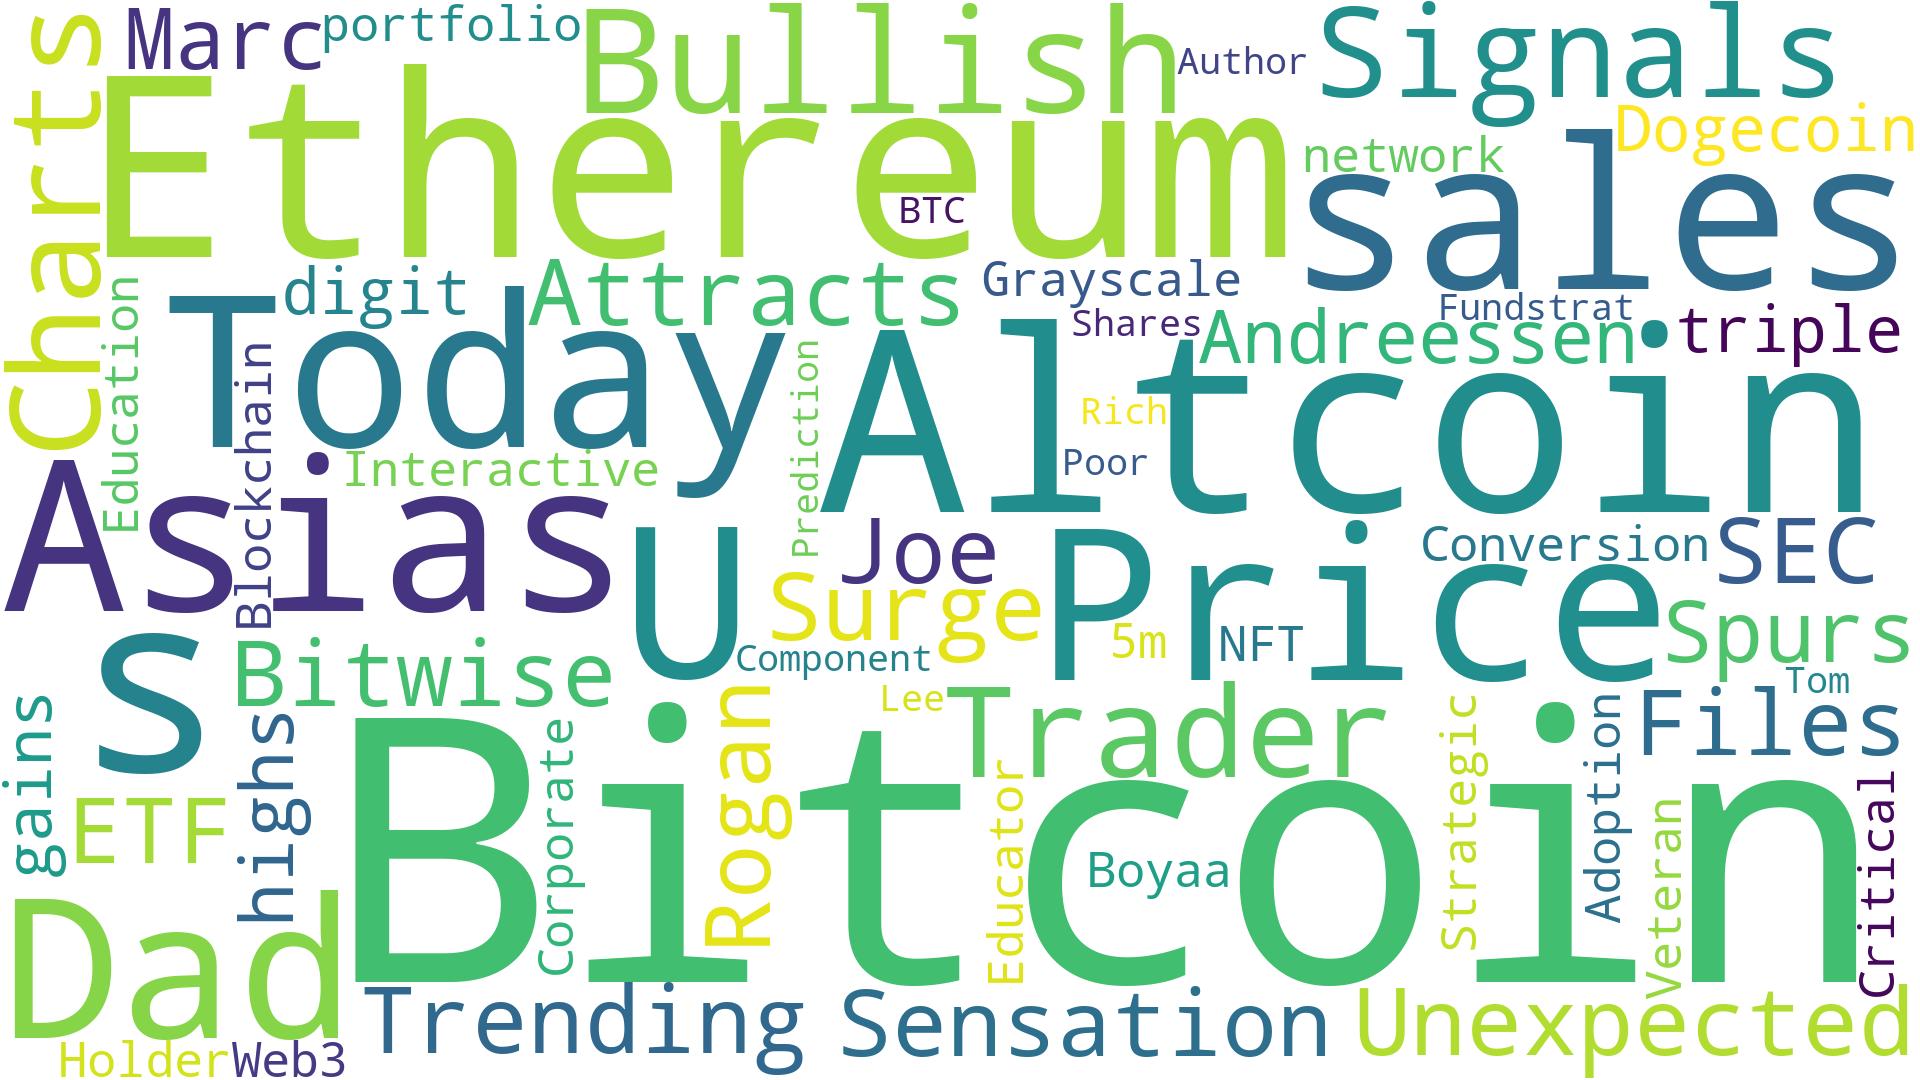 Marc
portfolio
Bullish
Author
Signals
Charts
Ethereum
Dogecoin
network
sales
BTC
Education
digit
Attracts
Grayscale
Fundstrat
Shares
Andreessen
triple
Today
Blockchain
Prediction
Altcoin
Rich
Poor
Interactive
Asias
U
Joe
Price
Conversion
SEC
Surge
5m
NFT
Spurs
s
Bitwise
Component
Lee
Trader
Tom
Files
gains
highs
Corporate
Rogan
Bitcoin
Educator
Boyaa
Strategic
Adoption
Veteran
Critical
ETF
Dad
Trending
Sensation
Unexpected
Holder
Web3